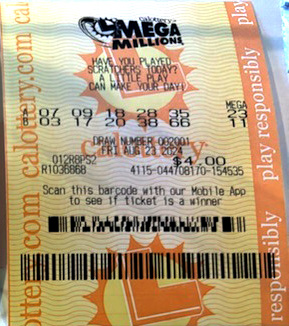 calottery
MEGA
MILLIONS
HAVE YOU PLAYED
SCRATCHERS TODAY?
A LITTLE PLAY
CAN MAKE YOUR DAY!
MEGA
A 07 09 18 28 35 23
B 03 17 20 38 66 11
DRAW NUMBER 002001
FRI AUG 23 2024
012R8PS2 $4.00
R1036868 4115-044708170-154535
Scan this barcode with our Mobile App
to see if ticket is a winner
calottery.com
play responsibly